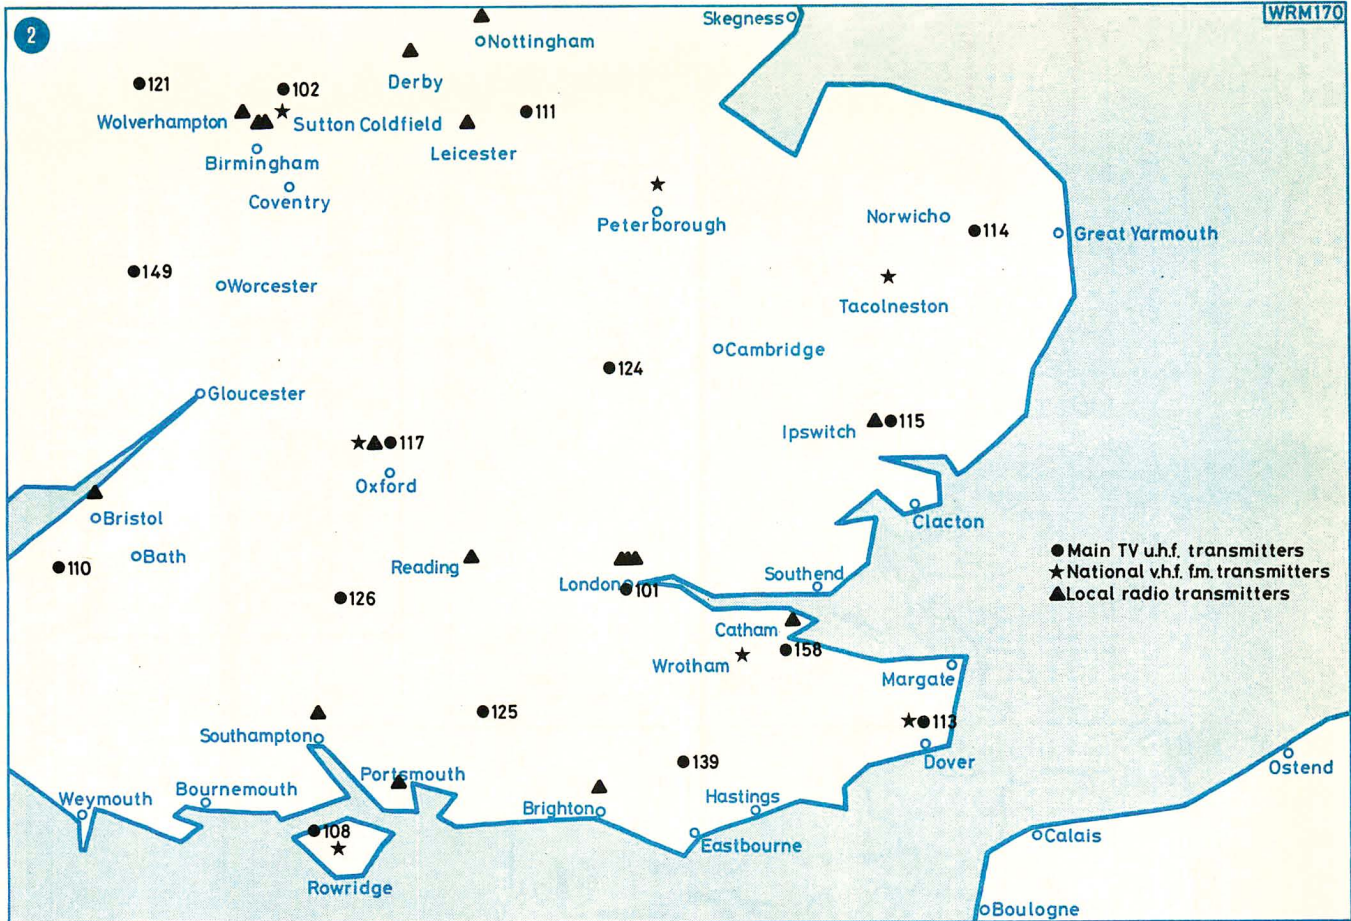 2
WRM170
Skegness
Nottingham
Derby
121
102
111
Wolverhampton
Sutton Coldfield
Leicester
Birmingham
Coventry
Peterborough
Norwich
114
Great Yarmouth
149
Worcester
Tacolneston
Cambridge
124
Gloucester
Ipswitch
115
117
Oxford
Clacton
Bristol
Bath
110
Reading
London
101
Southend
126
Main TV u.h.f. transmitters
National v.h.f. f.m. transmitters
Local radio transmitters
Catham
158
Wrotham
Margate
125
113
Southampton
139
Dover
Ostend
Portsmouth
Weymouth
Bournemouth
Brighton
Hastings
108
Eastbourne
Calais
Rowridge
Boulogne